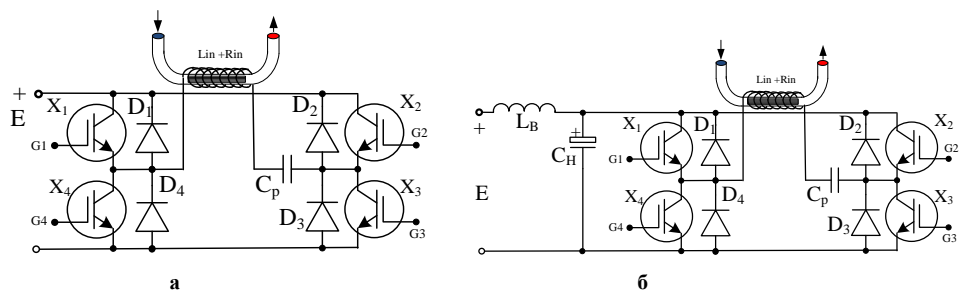 Lin +Rin
+
E
X1
D1
D2
X2
G1
G2
X4
D4
Cp
D3
X3
G4
G3
а
Lin +Rin
+
LB
+
CH
E
X1
D1
D2
X2
G1
G2
X4
D4
Cp
D3
X3
G4
G3
б